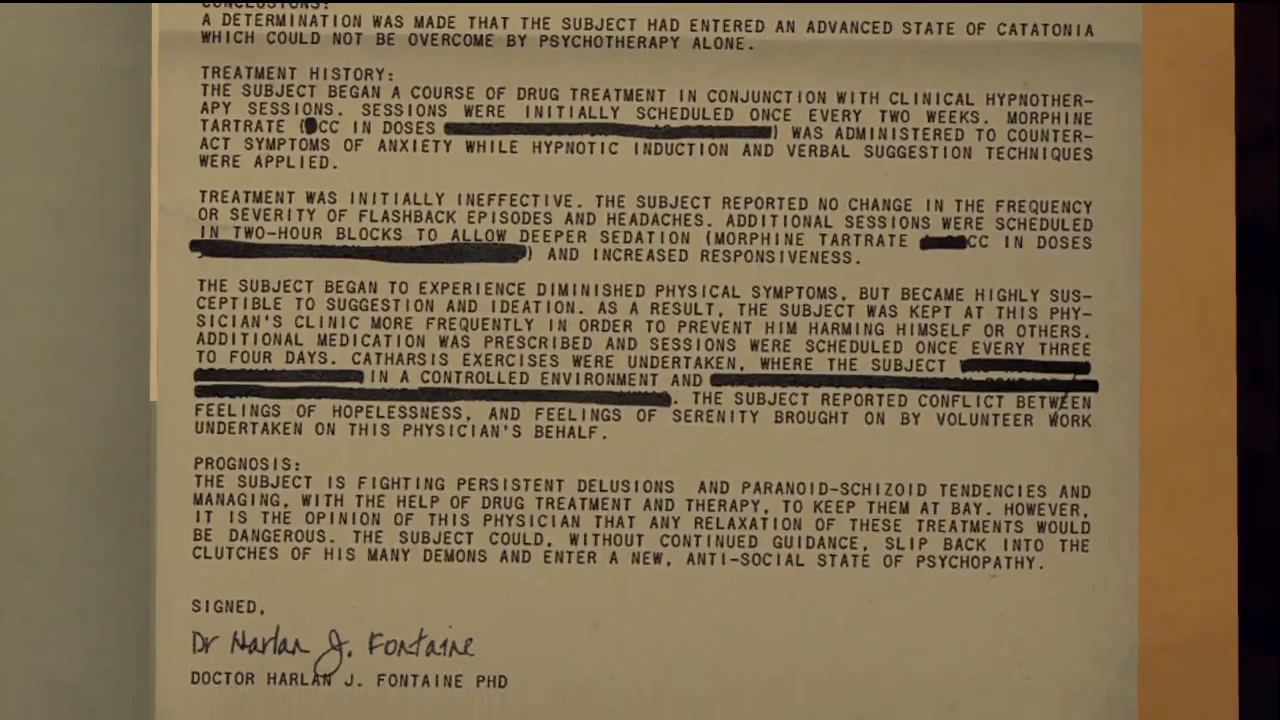 CONCLUSIONS:
A DETERMINATION WAS MADE THAT THE SUBJECT HAD ENTERED AN ADVANCED STATE OF CATATONIA
WHICH COULD NOT BE OVERCOME BY PSYCHOTHERAPY ALONE.
TREATMENT HISTORY:
THE SUBJECT BEGAN A COURSE OF DRUG TREATMENT IN CONJUNCTION WITH CLINICAL HYPNOTHER-
APY SESSIONS. SESSIONS WERE INITIALLY SCHEDULED ONCE EVERY TWO WEEKS. MORPHINE
TARTRATE (CC IN DOSES ) WAS ADMINISTERED TO COUNTER-
ACT SYMPTOMS OF ANXIETY WHILE HYPNOTIC INDUCTION AND VERBAL SUGGESTION TECHNIQUES
WERE APPLIED.
TREATMENT WAS INITIALLY INEFFECTIVE. THE SUBJECT REPORTED NO CHANGE IN THE FREQUENCY
OR SEVERITY OF FLASHBACK EPISODES AND HEADACHES. ADDITIONAL SESSIONS WERE SCHEDULED
IN TWO-HOUR BLOCKS TO ALLOW DEEPER SEDATION (MORPHINE TARTRATE CC IN DOSES
) AND INCREASED RESPONSIVENESS.
THE SUBJECT BEGAN TO EXPERIENCE DIMINISHED PHYSICAL SYMPTOMS, BUT BECAME HIGHLY SUS-
CEPTIBLE TO SUGGESTION AND IDEATION. AS A RESULT, THE SUBJECT WAS KEPT AT THIS PHY-
SICIAN'S CLINIC MORE FREQUENTLY IN ORDER TO PREVENT HIM HARMING HIMSELF OR OTHERS.
ADDITIONAL MEDICATION WAS PRESCRIBED AND SESSIONS WERE SCHEDULED ONCE EVERY THREE
TO FOUR DAYS. CATHARSIS EXERCISES WERE UNDERTAKEN, WHERE THE SUBJECT
IN A CONTROLLED ENVIRONMENT AND
. THE SUBJECT REPORTED CONFLICT BETWEEN
FEELINGS OF HOPELESSNESS, AND FEELINGS OF SERENITY BROUGHT ON BY VOLUNTEER WORK
UNDERTAKEN ON THIS PHYSICIAN'S BEHALF.
PROGNOSIS:
THE SUBJECT IS FIGHTING PERSISTENT DELUSIONS AND PARANOID-SCHIZOID TENDENCIES AND
MANAGING, WITH THE HELP OF DRUG TREATMENT AND THERAPY, TO KEEP THEM AT BAY. HOWEVER,
IT IS THE OPINION OF THIS PHYSICIAN THAT ANY RELAXATION OF THESE TREATMENTS WOULD
BE DANGEROUS. THE SUBJECT COULD, WITHOUT CONTINUED GUIDANCE, SLIP BACK INTO THE
CLUTCHES OF HIS MANY DEMONS AND ENTER A NEW, ANTI-SOCIAL STATE OF PSYCHOPATHY.
SIGNED,
Dr Harlan J. Fontaine
DOCTOR HARLAN J. FONTAINE PHD